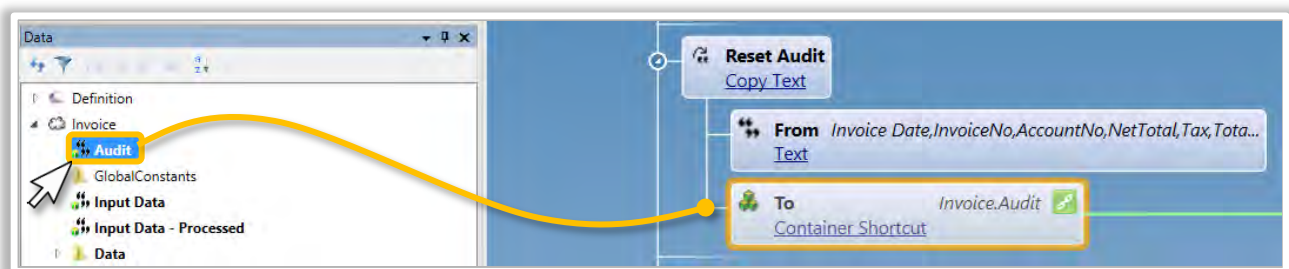 Data
Definition
Invoice
Audit
GlobalConstants
Input Data
Input Data - Processed
Data
Reset Audit
Copy Text
From Invoice Date,InvoiceNo,AccountNo,NetTotal,Tax,Tota...
Text
To Invoice.Audit
Container Shortcut